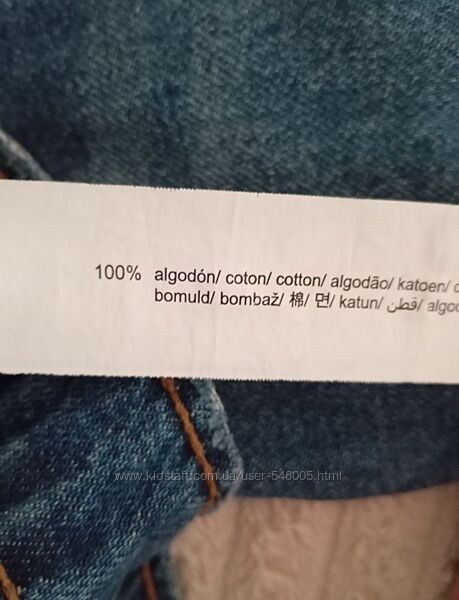 100% algodón/ coton/ cotton/ algodão/ katoen/
bomuld/ bombaž/ 棉/ 면/ katun/ قطن/
www.kidstaff.com.ua/user-548005.html